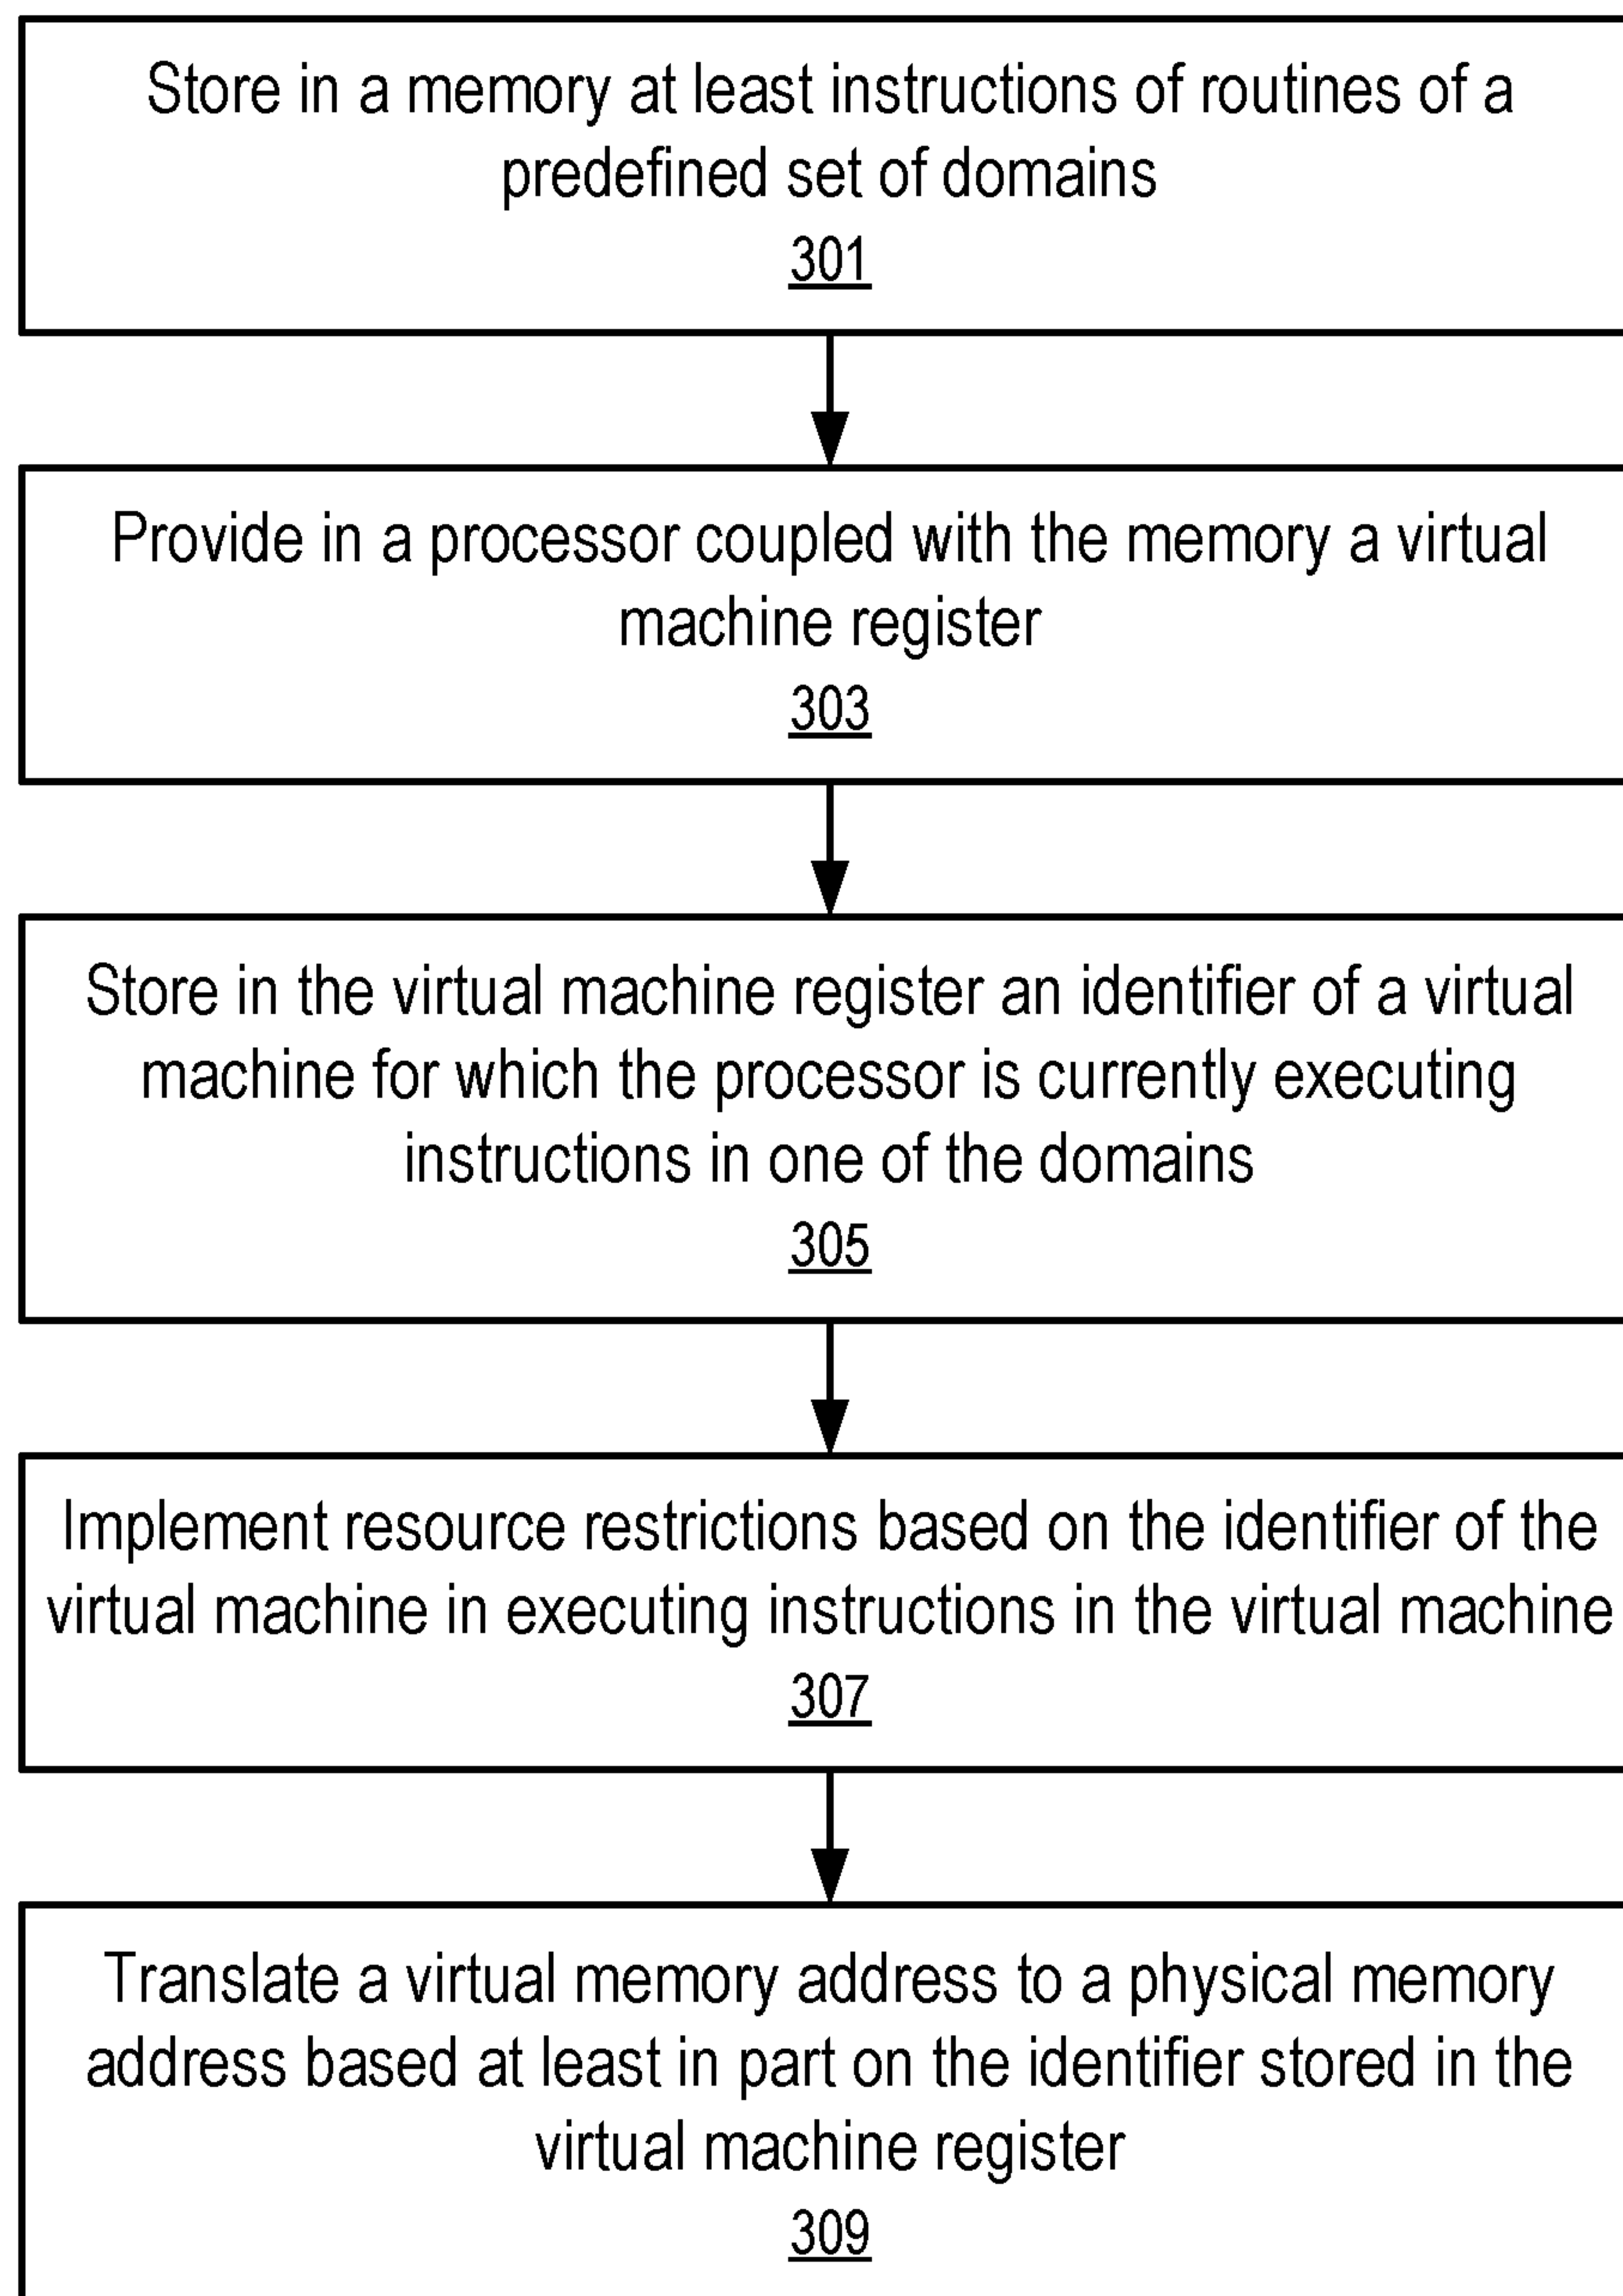 Store in a memory at least instructions of routines of a
predefined set of domains
301
Provide in a processor coupled with the memory a virtual
machine register
303
Store in the virtual machine register an identifier of a virtual
machine for which the processor is currently executing
instructions in one of the domains
305
Implement resource restrictions based on the identifier of the
virtual machine in executing instructions in the virtual machine
307
Translate a virtual memory address to a physical memory
address based at least in part on the identifier stored in the
virtual machine register
309